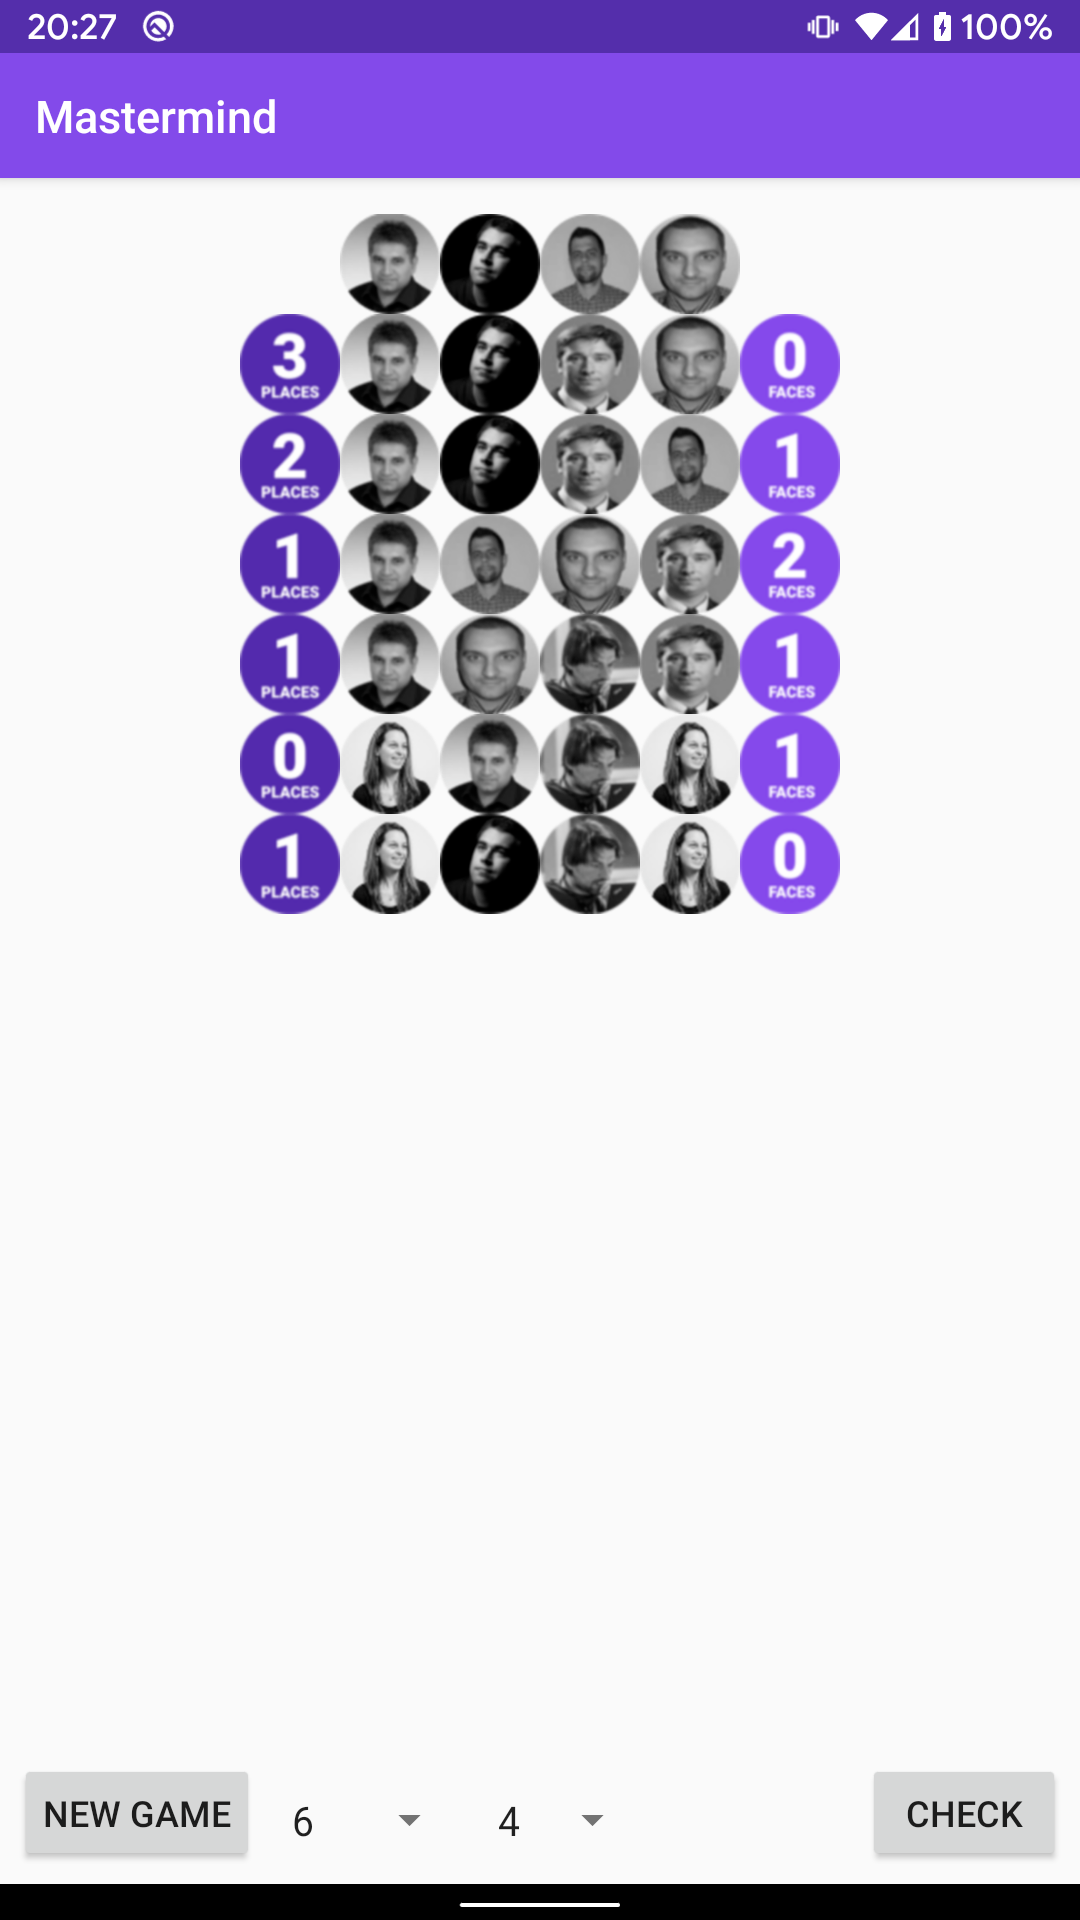 20:27 100%
Mastermind
3 PLACES 0 FACES
2 PLACES 1 FACES
1 PLACES 2 FACES
1 PLACES 1 FACES
0 PLACES 1 FACES
1 PLACES 0 FACES
NEW GAME 6 4 CHECK